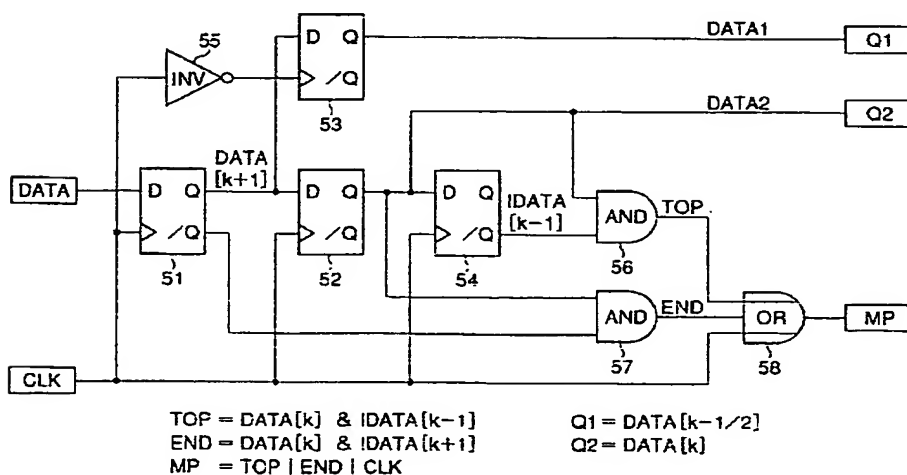 55
INV
D Q
/Q
53
DATA1
Q1
DATA2
Q2
DATA
D Q
/Q
51
DATA
[k+1]
D Q
/Q
52
D Q
/Q
54
IDATA
[k-1]
AND
56
TOP
AND
57
END
OR
58
MP
CLK
TOP = DATA[k] & IDATA[k-1]
END = DATA[k] & IDATA[k+1]
MP = TOP | END | CLK
Q1 = DATA[k-1/2]
Q2 = DATA[k]